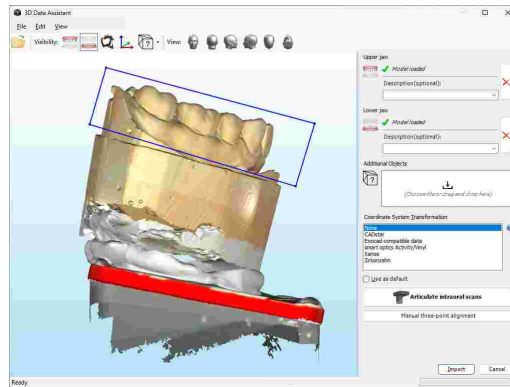 3D Data Assistant
File Edit View
Visibility: View:
Upper jaw
Model loaded
Description(optional):
Lower jaw
Model loaded
Description(optional):
Additional Objects
(Choose file or drag and drop here)
Coordinate System Transformation
None
CADstar
Exocad-compatible data
smart optics Activity/Vinyl
Xanos
Zirkonzahn
Use as default
Articulate intraoral scans
Manual three-point alignment
Import Cancel
Ready